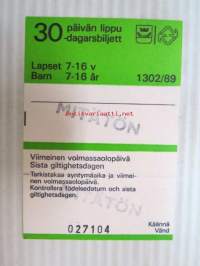 30 päivän lippu
-dagarsbiljett
Lapset 7-16 v
Barn 7-16 år 1302/89
MITÄTÖN
Viimeinen voimassaolopäivä
Sista giltighetsdagen
Tarkistakaa syntymäaika ja viimei-
nen voimassaolopäivä.
Kontrollera födelsedatum och sista
giltighetsdagen.
MITÄTÖN
027104
Käännä
Vänd